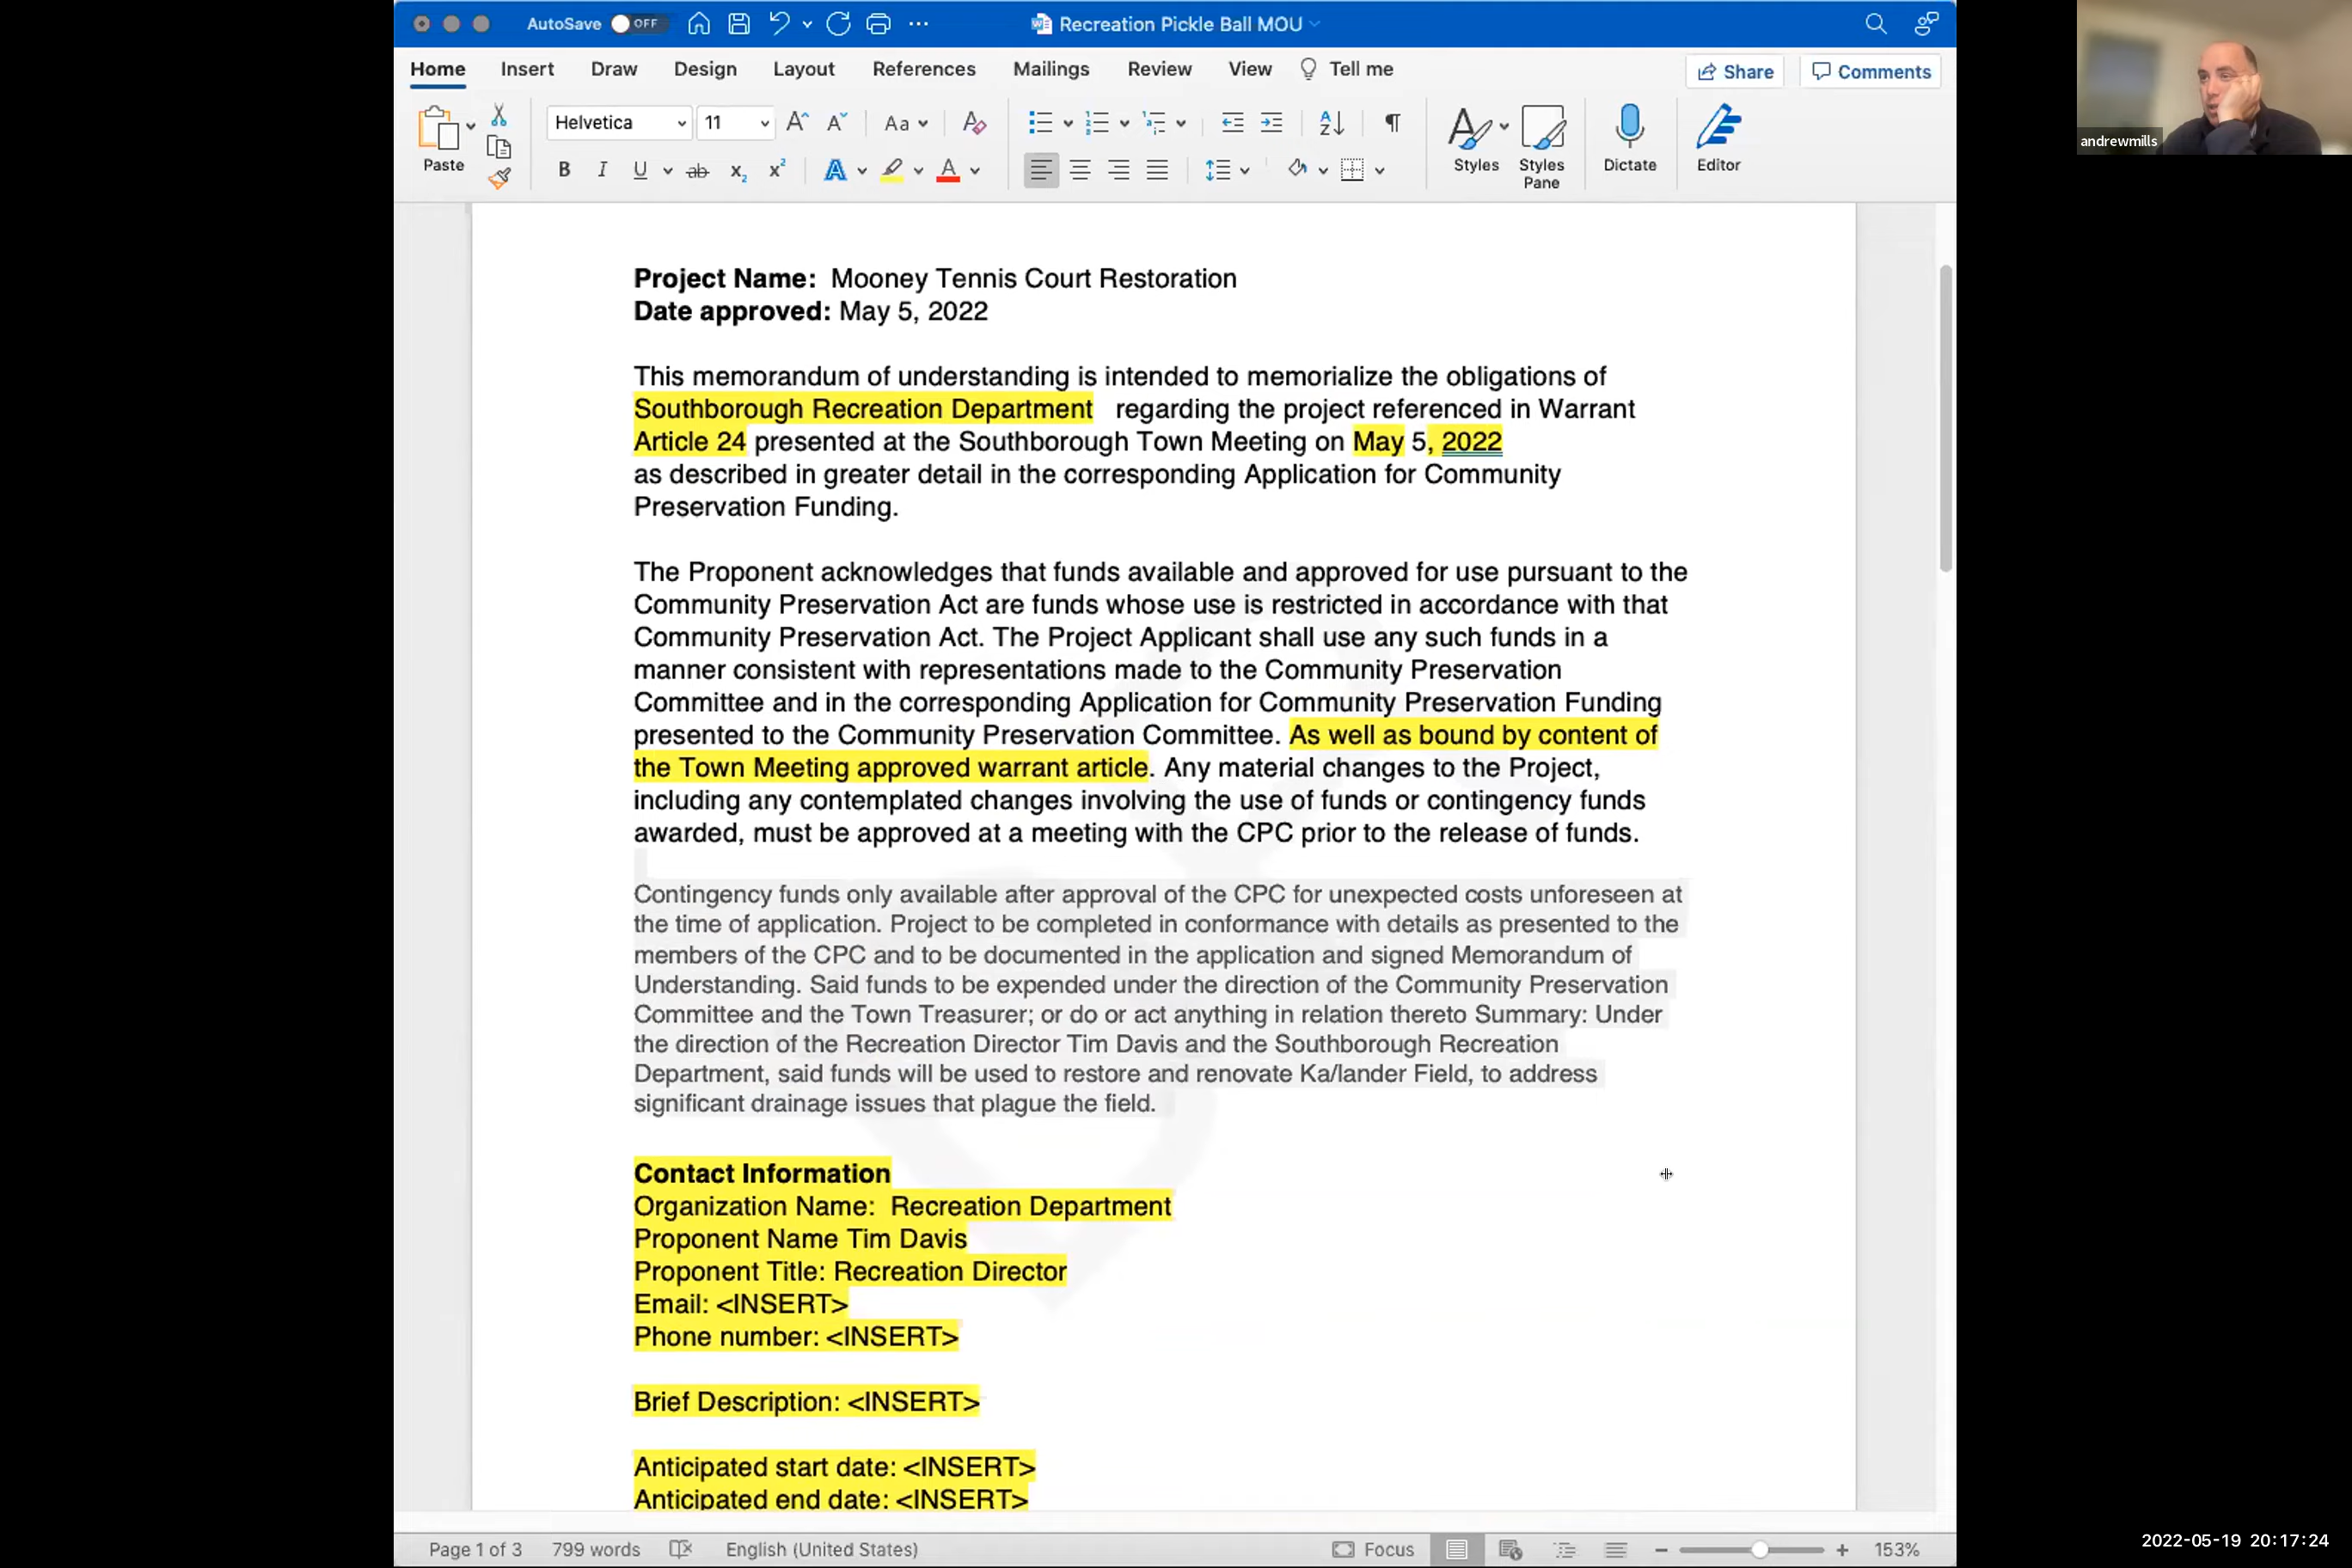 AutoSave OFF Recreation Pickle Ball MOU
Home Insert Draw Design Layout References Mailings Review View Tell me Share Comments
Paste Helvetica 11 Aa Styles Styles Pane Dictate Editor
andrewmills
Project Name: Mooney Tennis Court Restoration
Date approved: May 5, 2022
This memorandum of understanding is intended to memorialize the obligations of
Southborough Recreation Department regarding the project referenced in Warrant
Article 24 presented at the Southborough Town Meeting on May 5, 2022
as described in greater detail in the corresponding Application for Community
Preservation Funding.
The Proponent acknowledges that funds available and approved for use pursuant to the
Community Preservation Act are funds whose use is restricted in accordance with that
Community Preservation Act. The Project Applicant shall use any such funds in a
manner consistent with representations made to the Community Preservation
Committee and in the corresponding Application for Community Preservation Funding
presented to the Community Preservation Committee. As well as bound by content of
the Town Meeting approved warrant article. Any material changes to the Project,
including any contemplated changes involving the use of funds or contingency funds
awarded, must be approved at a meeting with the CPC prior to the release of funds.
Contingency funds only available after approval of the CPC for unexpected costs unforeseen at
the time of application. Project to be completed in conformance with details as presented to the
members of the CPC and to be documented in the application and signed Memorandum of
Understanding. Said funds to be expended under the direction of the Community Preservation
Committee and the Town Treasurer; or do or act anything in relation thereto Summary: Under
the direction of the Recreation Director Tim Davis and the Southborough Recreation
Department, said funds will be used to restore and renovate Ka/lander Field, to address
significant drainage issues that plague the field.
Contact Information
Organization Name: Recreation Department
Proponent Name Tim Davis
Proponent Title: Recreation Director
Email: <INSERT>
Phone number: <INSERT>
Brief Description: <INSERT>
Anticipated start date: <INSERT>
Anticipated end date: <INSERT>
Page 1 of 3 799 words English (United States) Focus 153%
2022-05-19 20:17:24